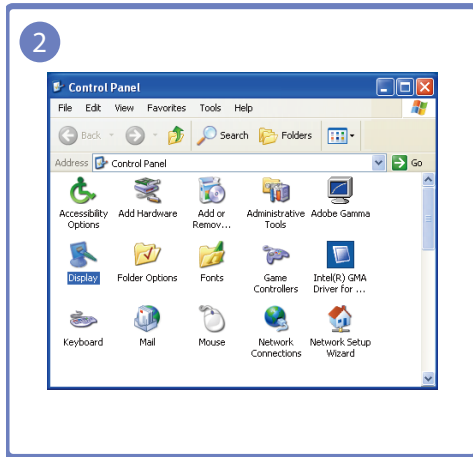 2
Control Panel
File Edit View Favorites Tools Help
Back Search Folders
Address Control Panel Go
Accessibility Options
Add Hardware
Add or Remov...
Administrative Tools
Adobe Gamma
Display
Folder Options
Fonts
Game Controllers
Intel(R) GMA Driver for ...
Keyboard
Mail
Mouse
Network Connections
Network Setup Wizard